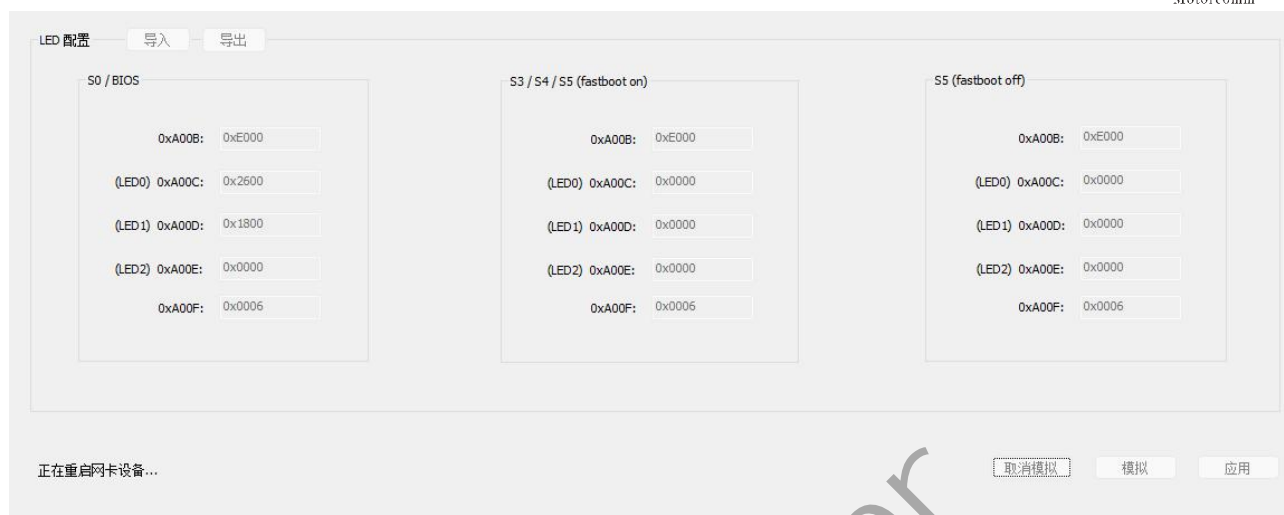 Motorcomm
LED 配置 导入 导出
S0 / BIOS
0xA00B: 0xE000
(LED0) 0xA00C: 0x2600
(LED1) 0xA00D: 0x1800
(LED2) 0xA00E: 0x0000
0xA00F: 0x0006
S3 / S4 / S5 (fastboot on)
0xA00B: 0xE000
(LED0) 0xA00C: 0x0000
(LED1) 0xA00D: 0x0000
(LED2) 0xA00E: 0x0000
0xA00F: 0x0006
S5 (fastboot off)
0xA00B: 0xE000
(LED0) 0xA00C: 0x0000
(LED1) 0xA00D: 0x0000
(LED2) 0xA00E: 0x0000
0xA00F: 0x0006
正在重启网卡设备...
取消模拟 模拟 应用